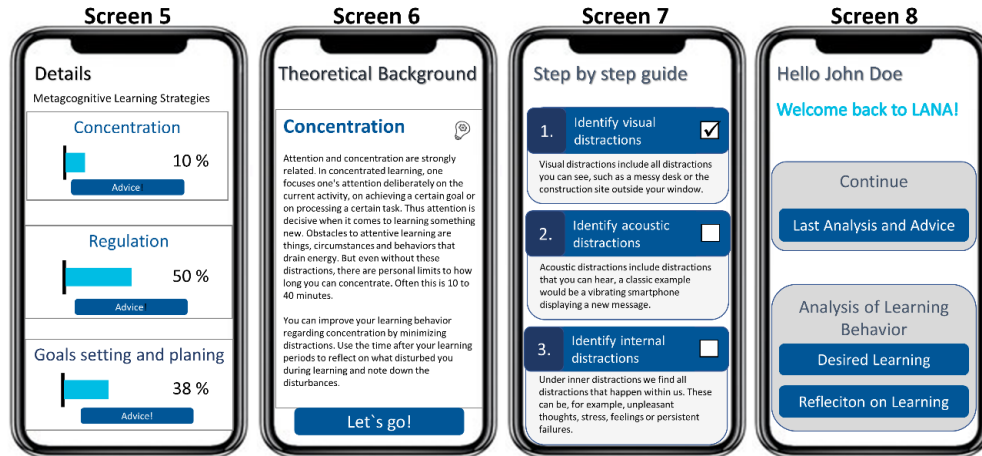 Screen 5
Details
Metagcognitive Learning Strategies
Concentration
10 %
Advice!
Regulation
50 %
Advice!
Goals setting and planing
38 %
Advice!
Screen 6
Theoretical Background
Concentration
Attention and concentration are strongly
related. In concentrated learning, one
focuses one's attention deliberately on the
current activity, on achieving a certain goal or
on processing a certain task. Thus attention is
decisive when it comes to learning something
new. Obstacles to attentive learning are
things, circumstances and behaviors that
drain energy. But even without these
distractions, there are personal limits to how
long you can concentrate. Often this is 10 to
40 minutes.
You can improve your learning behavior
regarding concentration by minimizing
distractions. Use the time after your learning
periods to reflect on what disturbed you
during learning and note down the
disturbances.
Let`s go!
Screen 7
Step by step guide
1. Identify visual
distractions
Visual distractions include all distractions
you can see, such as a messy desk or the
construction site outside your window.
2. Identify acoustic
distractions
Acoustic distractions include distractions
that you can hear, a classic example
would be a vibrating smartphone
displaying a new message.
3. Identify internal
distractions
Under inner distractions we find all
distractions that happen within us. These
can be, for example, unpleasant
thoughts, stress, feelings or persistent
failures.
Screen 8
Hello John Doe
Welcome back to LANA!
Continue
Last Analysis and Advice
Analysis of Learning
Behavior
Desired Learning
Refleciton on Learning